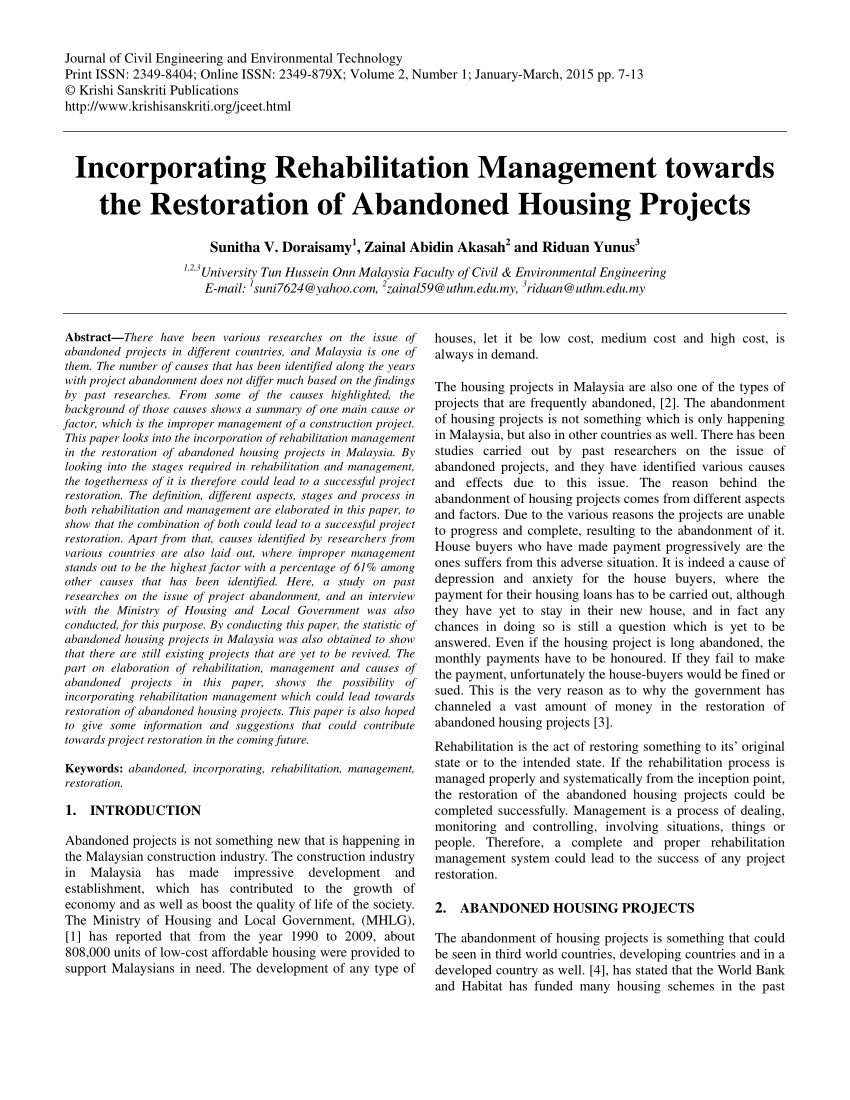 Journal of Civil Engineering and Environmental Technology
Print ISSN: 2349-8404; Online ISSN: 2349-879X; Volume 2, Number 1; January-March, 2015 pp. 7-13
© Krishi Sanskriti Publications
http://www.krishisanskriti.org/jceet.html
Incorporating Rehabilitation Management towards
the Restoration of Abandoned Housing Projects
Sunitha V. Doraisamy1, Zainal Abidin Akasah2 and Riduan Yunus3
1,2,3University Tun Hussein Onn Malaysia Faculty of Civil & Environmental Engineering
E-mail: 1suni7624@yahoo.com, 2zainal59@uthm.edu.my, 3riduan@uthm.edu.my
Abstract—There have been various researches on the issue of
abandoned projects in different countries, and Malaysia is one of
them. The number of causes that has been identified along the years
with project abandonment does not differ much based on the findings
by past researches. From some of the causes highlighted, the
background of those causes shows a summary of one main cause or
factor, which is the improper management of a construction project.
This paper looks into the incorporation of rehabilitation management
in the restoration of abandoned housing projects in Malaysia. By
looking into the stages required in rehabilitation and management,
the togetherness of it is therefore could lead to a successful project
restoration. The definition, different aspects, stages and process in
both rehabilitation and management are elaborated in this paper, to
show that the combination of both could lead to a successful project
restoration. Apart from that, causes identified by researchers from
various countries are also laid out, where improper management
stands out to be the highest factor with a percentage of 61% among
other causes that has been identified. Here, a study on past
researches on the issue of project abandonment, and an interview
with the Ministry of Housing and Local Government was also
conducted, for this purpose. By conducting this paper, the statistic of
abandoned housing projects in Malaysia was also obtained to show
that there are still existing projects that are yet to be revived. The
part on elaboration of rehabilitation, management and causes of
abandoned projects in this paper, shows the possibility of
incorporating rehabilitation management which could lead towards
restoration of abandoned housing projects. This paper is also hoped
to give some information and suggestions that could contribute
towards project restoration in the coming future.
Keywords: abandoned, incorporating, rehabilitation, management,
restoration.
1. INTRODUCTION
Abandoned projects is not something new that is happening in
the Malaysian construction industry. The construction industry
in Malaysia has made impressive development and
establishment, which has contributed to the growth of
economy and as well as boost the quality of life of the society.
The Ministry of Housing and Local Government, (MHLG),
[1] has reported that from the year 1990 to 2009, about
808,000 units of low-cost affordable housing were provided to
support Malaysians in need. The development of any type of
houses, let it be low cost, medium cost and high cost, is
always in demand.
The housing projects in Malaysia are also one of the types of
projects that are frequently abandoned, [2]. The abandonment
of housing projects is not something which is only happening
in Malaysia, but also in other countries as well. There has been
studies carried out by past researchers on the issue of
abandoned projects, and they have identified various causes
and effects due to this issue. The reason behind the
abandonment of housing projects comes from different aspects
and factors. Due to the various reasons the projects are unable
to progress and complete, resulting to the abandonment of it.
House buyers who have made payment progressively are the
ones suffers from this adverse situation. It is indeed a cause of
depression and anxiety for the house buyers, where the
payment for their housing loans has to be carried out, although
they have yet to stay in their new house, and in fact any
chances in doing so is still a question which is yet to be
answered. Even if the housing project is long abandoned, the
monthly payments have to be honoured. If they fail to make
the payment, unfortunately the house-buyers would be fined or
sued. This is the very reason as to why the government has
channeled a vast amount of money in the restoration of
abandoned housing projects [3].
Rehabilitation is the act of restoring something to its' original
state or to the intended state. If the rehabilitation process is
managed properly and systematically from the inception point,
the restoration of the abandoned housing projects could be
completed successfully. Management is a process of dealing,
monitoring and controlling, involving situations, things or
people. Therefore, a complete and proper rehabilitation
management system could lead to the success of any project
restoration.
2. ABANDONED HOUSING PROJECTS
The abandonment of housing projects is something that could
be seen in third world countries, developing countries and in a
developed country as well. [4], has stated that the World Bank
and Habitat has funded many housing schemes in the past